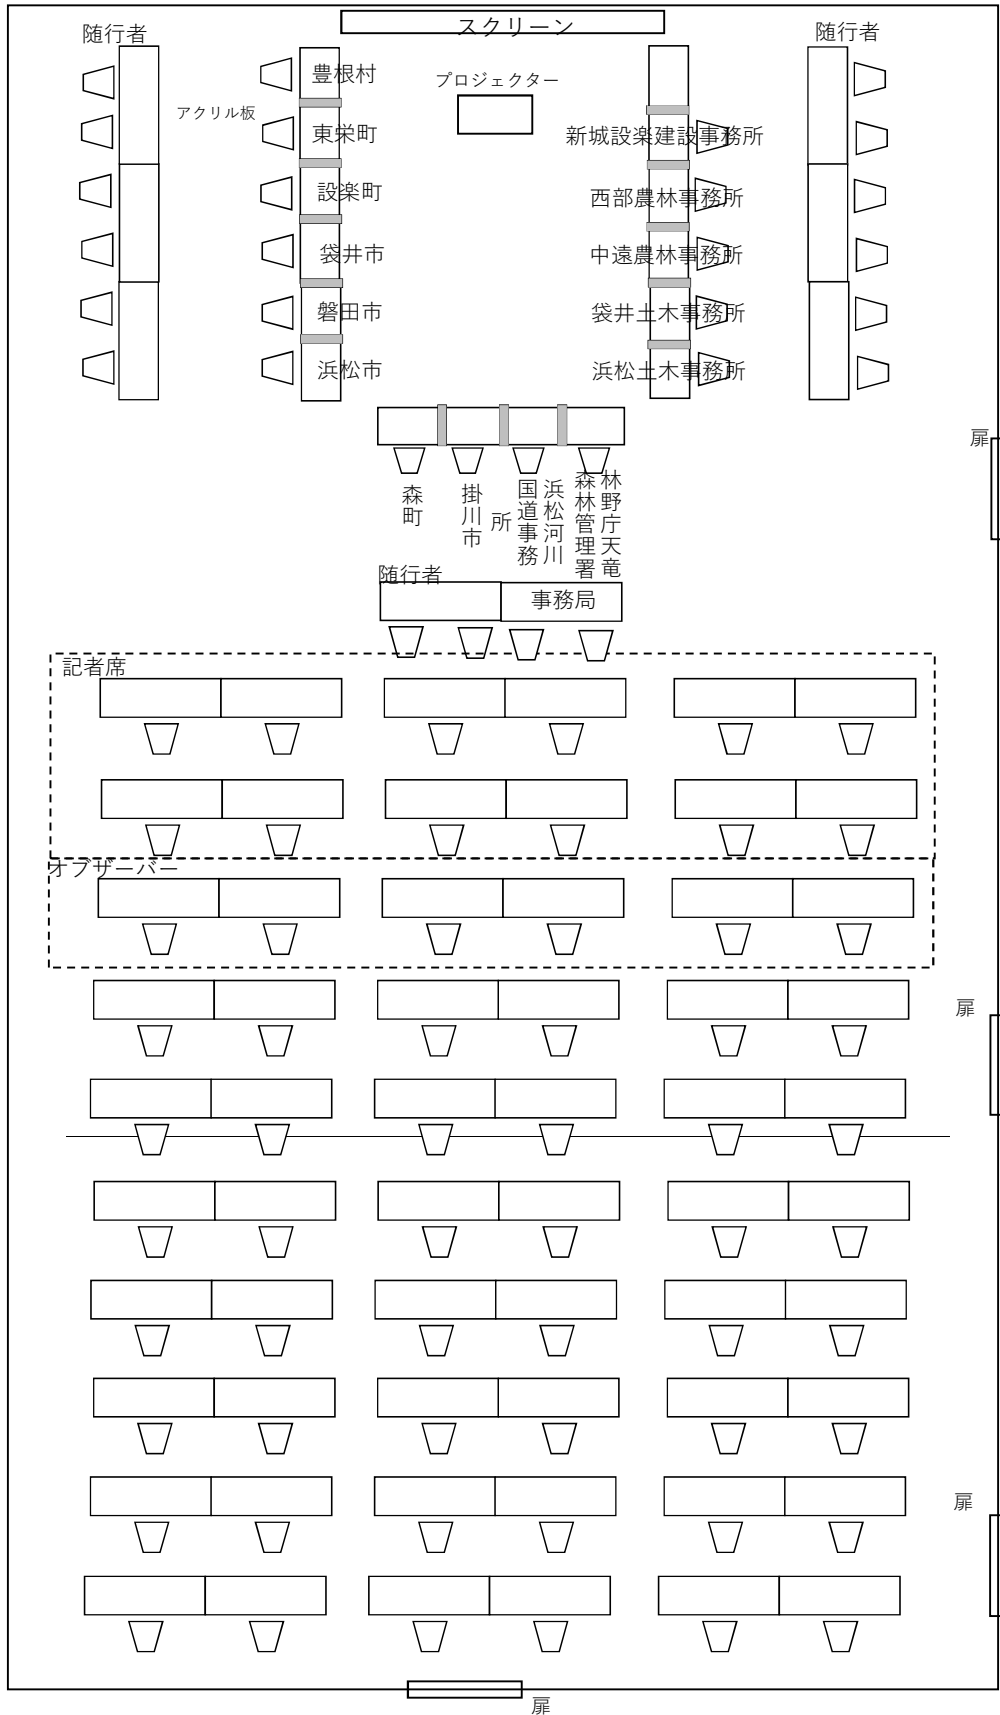 スクリーン
随行者
随行者
プロジェクター
アクリル板
豊根村
東栄町
設楽町
袋井市
磐田市
浜松市
新城設楽建設事務所
西部農林事務所
中遠農林事務所
袋井土木事務所
浜松土木事務所
森町
掛川市
浜松河川
国道事務
所
林野庁天竜
森林管理署
扉
随行者
事務局
記者席
オブザーバー
扉
扉
扉